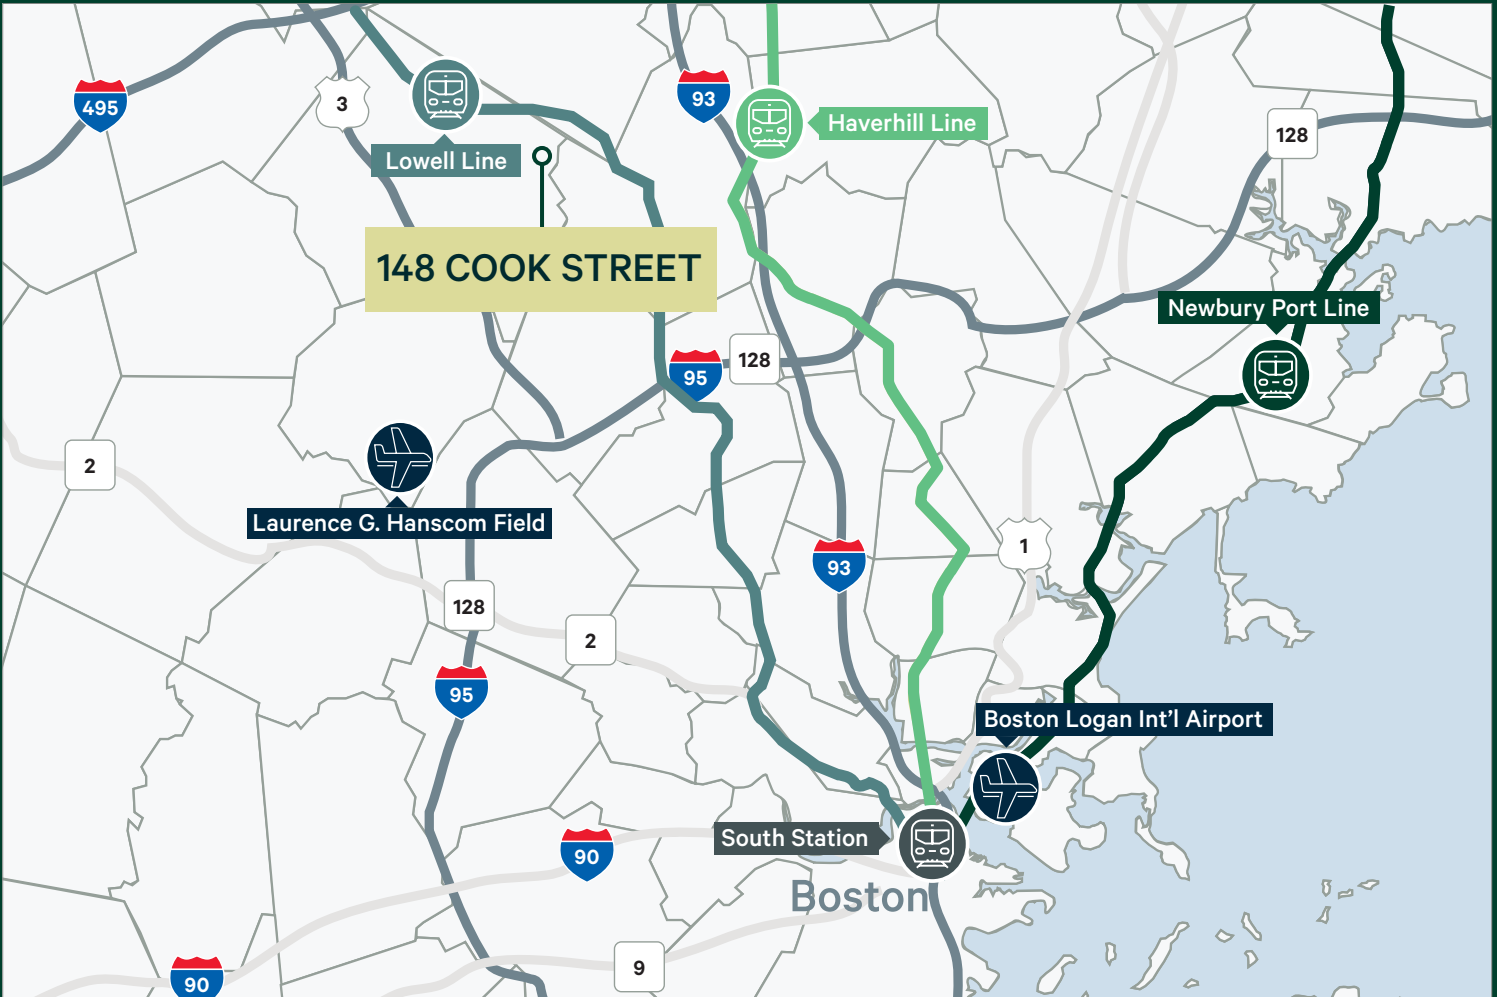 495
3
93
Haverhill Line
128
Lowell Line
148 COOK STREET
Newbury Port Line
128
95
2
Laurence G. Hanscom Field
1
93
128
2
95
Boston Logan Int’l Airport
South Station
90
Boston
9
90